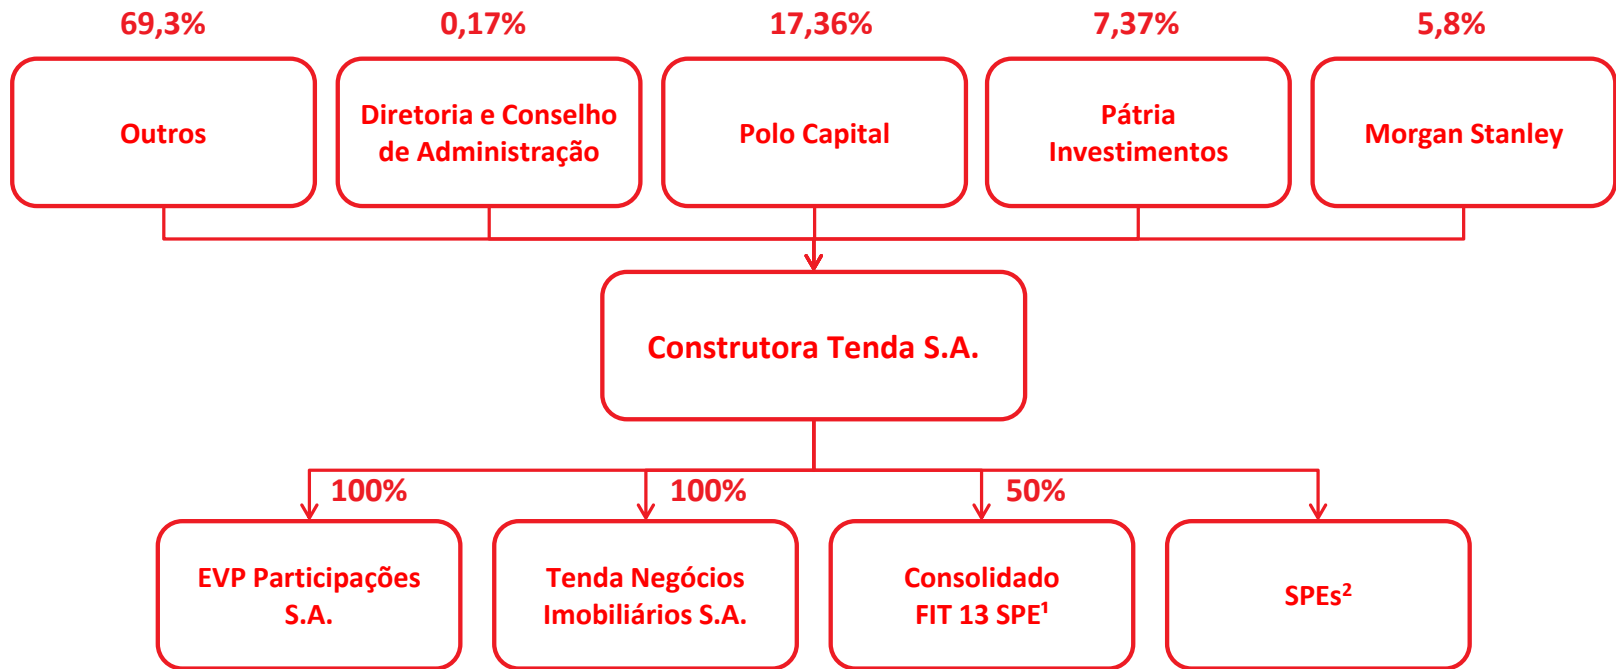 69,3%
0,17%
17,36%
7,37%
5,8%
Outros
Diretoria e Conselho
de Administração
Polo Capital
Pátria
Investimentos
Morgan Stanley
Construtora Tenda S.A.
100%
100%
50%
EVP Participações
S.A.
Tenda Negócios
Imobiliários S.A.
Consolidado
FIT 13 SPE¹
SPEs²